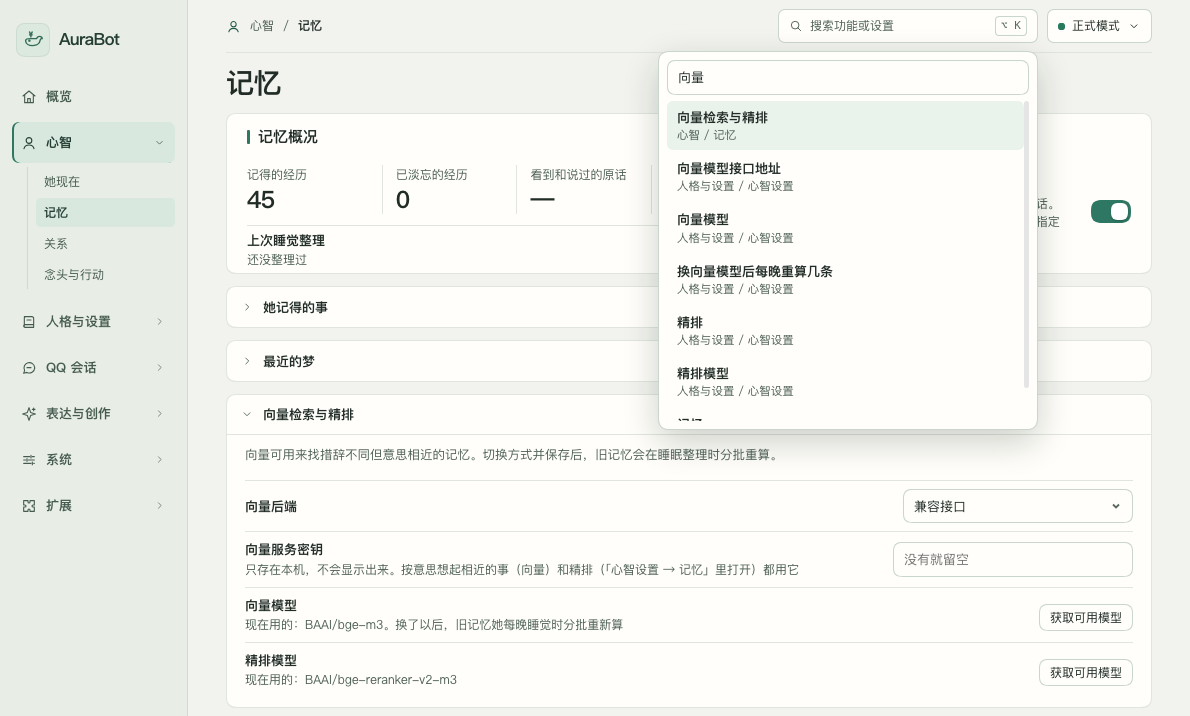 AuraBot
概览
心智
她现在
记忆
关系
念头与行动
人格与设置
QQ 会话
表达与创作
系统
扩展
心智 / 记忆
搜索功能或设置
⌥ K
正式模式
记忆
记忆概况
记得的经历
45
已淡忘的经历
0
看到和说过的原话
—
话。
指定
上次睡觉整理
还没整理过
向量
向量检索与精排
心智 / 记忆
向量模型接口地址
人格与设置 / 心智设置
向量模型
人格与设置 / 心智设置
换向量模型后每晚重算几条
人格与设置 / 心智设置
精排
人格与设置 / 心智设置
精排模型
人格与设置 / 心智设置
她记得的事
最近的梦
向量检索与精排
向量可用来找措辞不同但意思相近的记忆。切换方式并保存后，旧记忆会在睡眠整理时分批重算。
向量后端
兼容接口
向量服务密钥
只存在本机，不会显示出来。按意思想起相近的事（向量）和精排（「心智设置 → 记忆」里打开）都用它
没有就留空
向量模型
现在用的：BAAI/bge-m3。换了以后，旧记忆她每晚睡觉时分批重新算
获取可用模型
精排模型
现在用的：BAAI/bge-reranker-v2-m3
获取可用模型